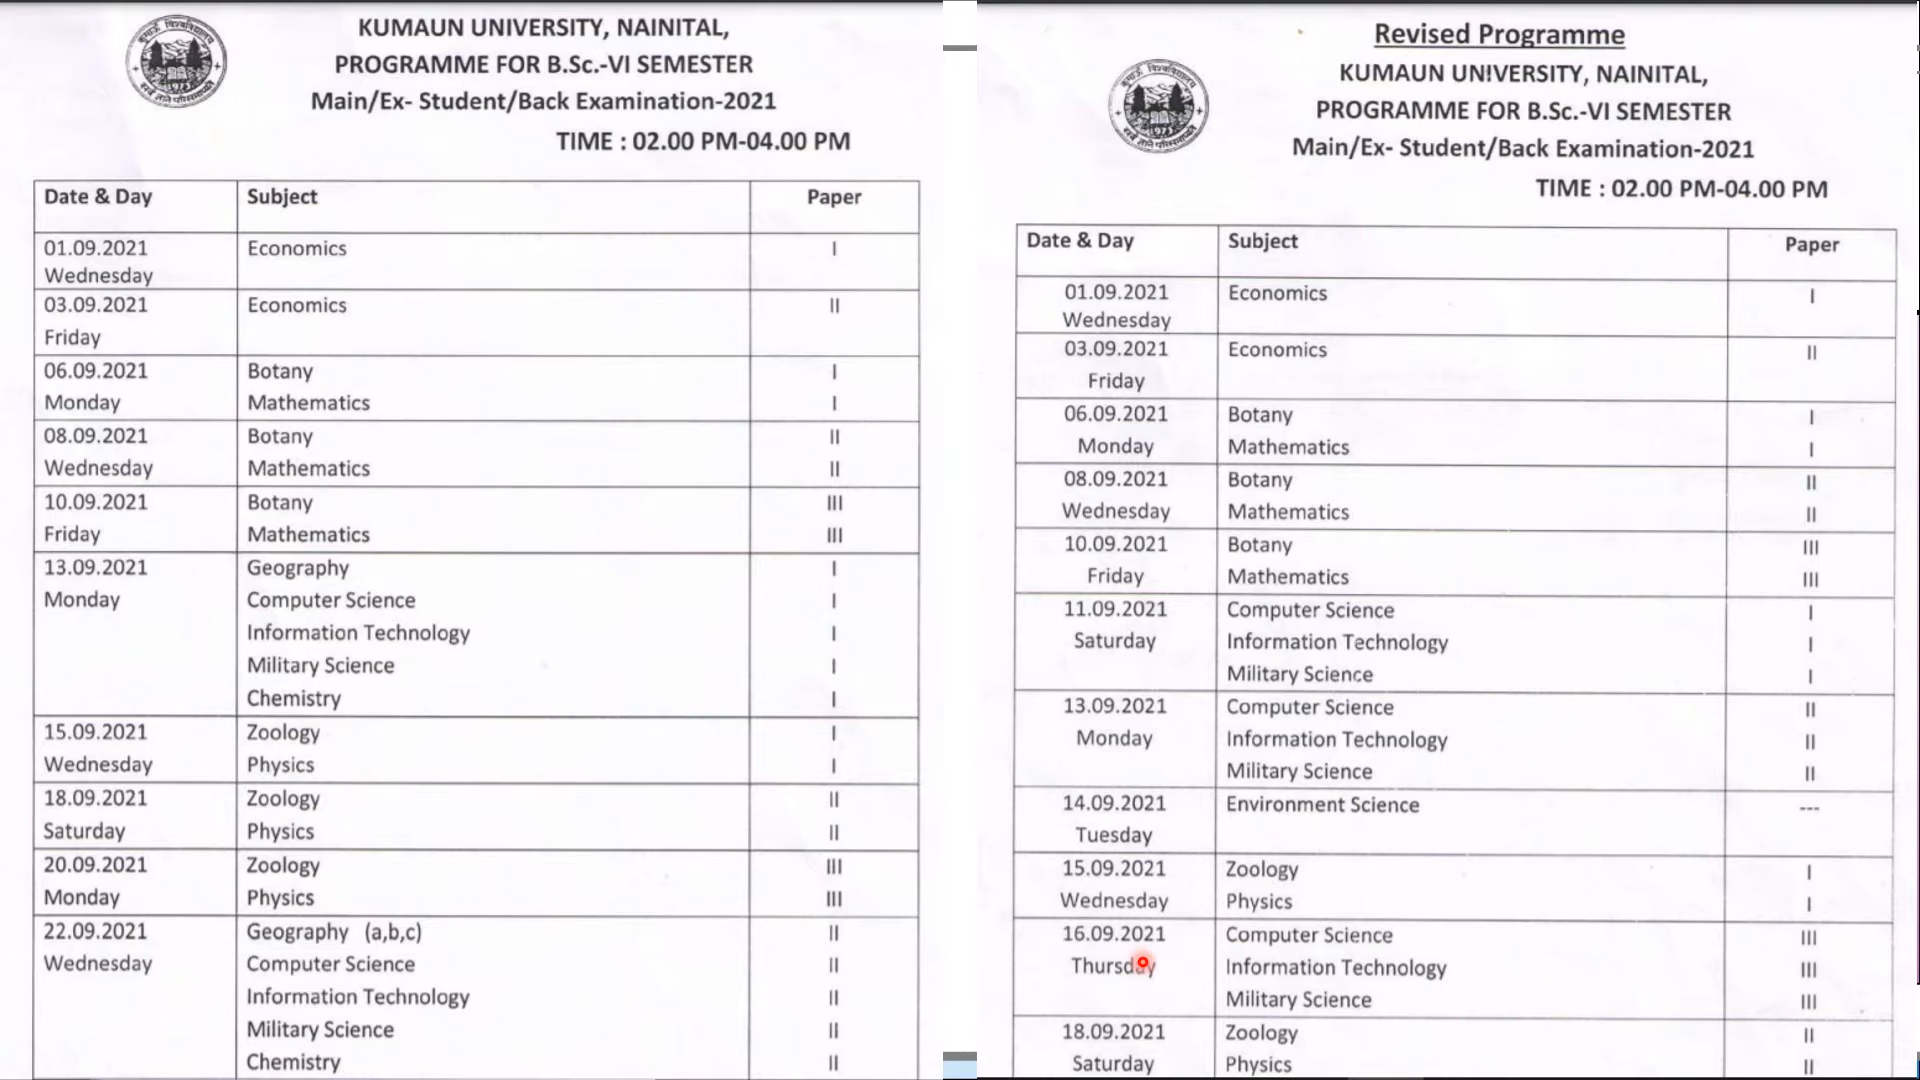 KUMAUN UNIVERSITY, NAINITAL,
PROGRAMME FOR B.Sc.-VI SEMESTER
Main/Ex- Student/Back Examination-2021
TIME : 02.00 PM-04.00 PM
Date & Day Subject Paper
01.09.2021 Economics I
Wednesday
03.09.2021 Economics II
Friday
06.09.2021 Botany I
Monday Mathematics I
08.09.2021 Botany II
Wednesday Mathematics II
10.09.2021 Botany III
Friday Mathematics III
13.09.2021 Geography I
Monday Computer Science I
Information Technology I
Military Science I
Chemistry I
15.09.2021 Zoology I
Wednesday Physics I
18.09.2021 Zoology II
Saturday Physics II
20.09.2021 Zoology III
Monday Physics III
22.09.2021 Geography (a,b,c) II
Wednesday Computer Science II
Information Technology II
Military Science II
Chemistry II
Revised Programme
KUMAUN UNIVERSITY, NAINITAL,
PROGRAMME FOR B.Sc.-VI SEMESTER
Main/Ex- Student/Back Examination-2021
TIME : 02.00 PM-04.00 PM
Date & Day Subject Paper
01.09.2021 Economics I
Wednesday
03.09.2021 Economics II
Friday
06.09.2021 Botany I
Monday Mathematics I
08.09.2021 Botany II
Wednesday Mathematics II
10.09.2021 Botany III
Friday Mathematics III
11.09.2021 Computer Science I
Saturday Information Technology I
Military Science I
13.09.2021 Computer Science II
Monday Information Technology II
Military Science II
14.09.2021 Environment Science ---
Tuesday
15.09.2021 Zoology I
Wednesday Physics I
16.09.2021 Computer Science III
Thursday Information Technology III
Military Science III
18.09.2021 Zoology II
Saturday Physics II